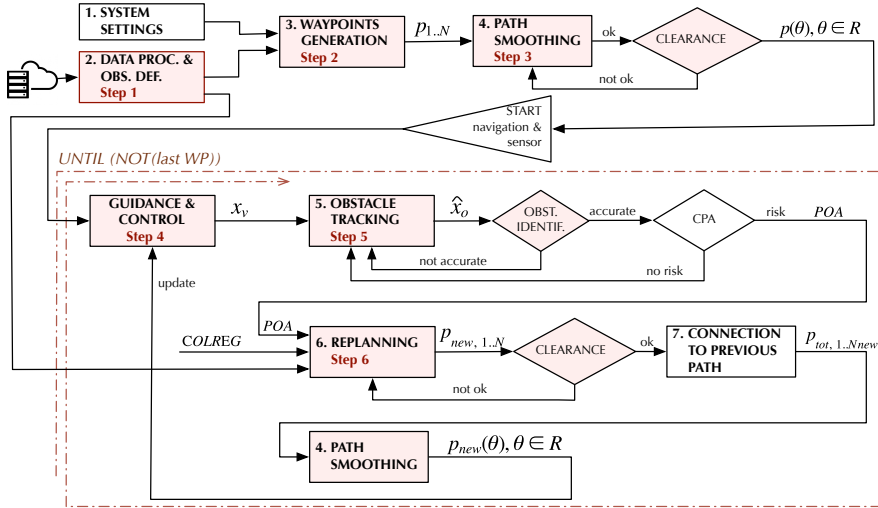 1. SYSTEM
SETTINGS
2. DATA PROC. &
OBS. DEF.
Step 1
3. WAYPOINTS
GENERATION
Step 2
p1..N
4. PATH
SMOOTHING
Step 3
ok
CLEARANCE
not ok
p(θ), θ ∈ R
START
navigation &
sensor
UNTIL (NOT(last WP))
GUIDANCE &
CONTROL
Step 4
xv
5. OBSTACLE
TRACKING
Step 5
x̂o
OBST.
IDENTIF.
accurate
not accurate
CPA
risk
POA
no risk
update
POA
COLREG
6. REPLANNING
Step 6
pnew, 1..N
CLEARANCE
ok
not ok
7. CONNECTION
TO PREVIOUS
PATH
ptot, 1..Nnew
4. PATH
SMOOTHING
pnew(θ), θ ∈ R